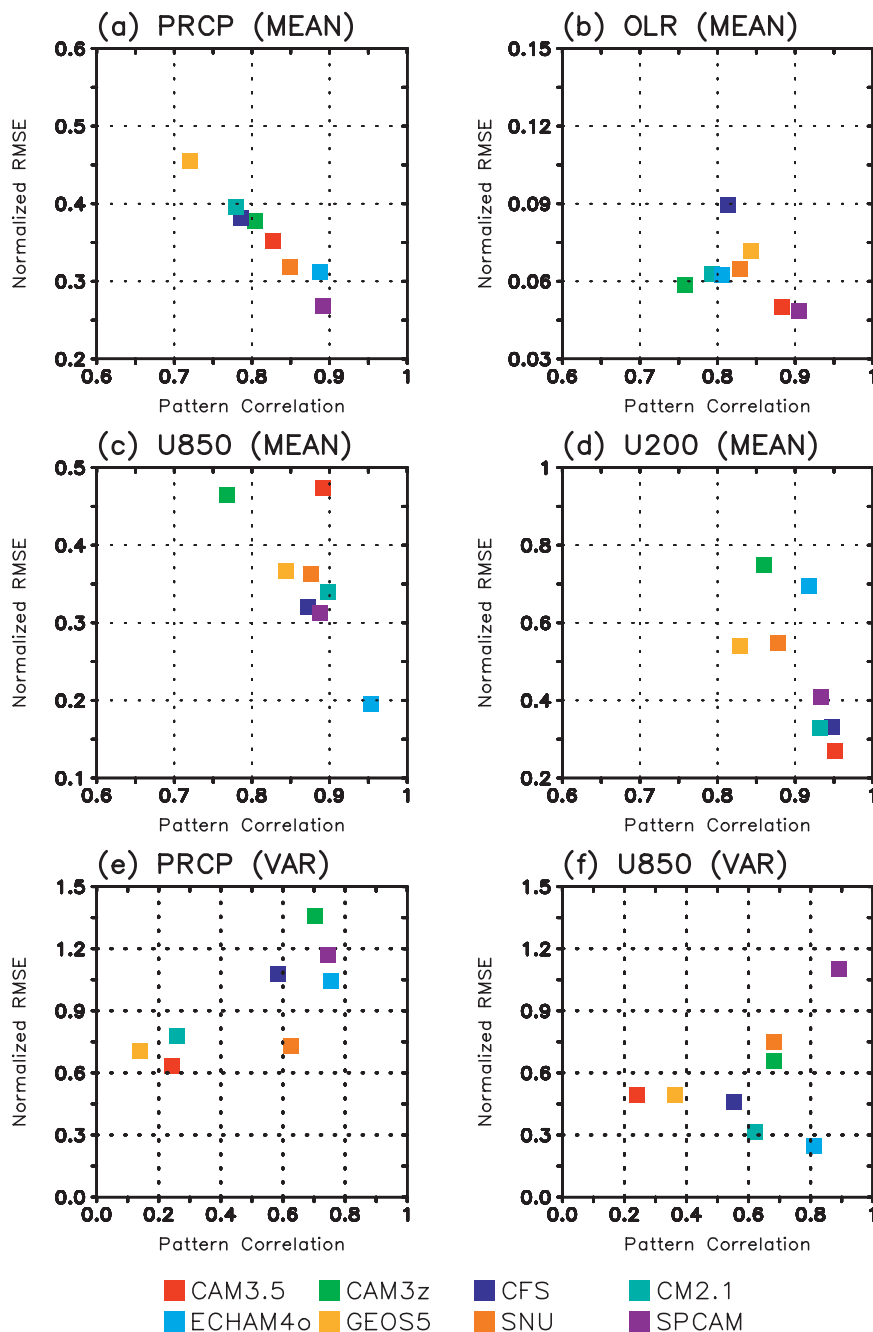 (a) PRCP (MEAN)
0.6
0.5
0.4
0.3
0.2
Normalized RMSE
0.6 0.7 0.8 0.9 1
Pattern Correlation
(b) OLR (MEAN)
0.15
0.12
0.09
0.06
0.03
Normalized RMSE
0.6 0.7 0.8 0.9 1
Pattern Correlation
(c) U850 (MEAN)
0.5
0.4
0.3
0.2
0.1
Normalized RMSE
0.6 0.7 0.8 0.9 1
Pattern Correlation
(d) U200 (MEAN)
1
0.8
0.6
0.4
0.2
Normalized RMSE
0.6 0.7 0.8 0.9 1
Pattern Correlation
(e) PRCP (VAR)
1.5
1.2
0.9
0.6
0.3
0.0
Normalized RMSE
0.0 0.2 0.4 0.6 0.8 1
Pattern Correlation
(f) U850 (VAR)
1.5
1.2
0.9
0.6
0.3
0.0
Normalized RMSE
0.0 0.2 0.4 0.6 0.8 1
Pattern Correlation
CAM3.5 CAM3z CFS CM2.1
ECHAM4o GEOS5 SNU SPCAM